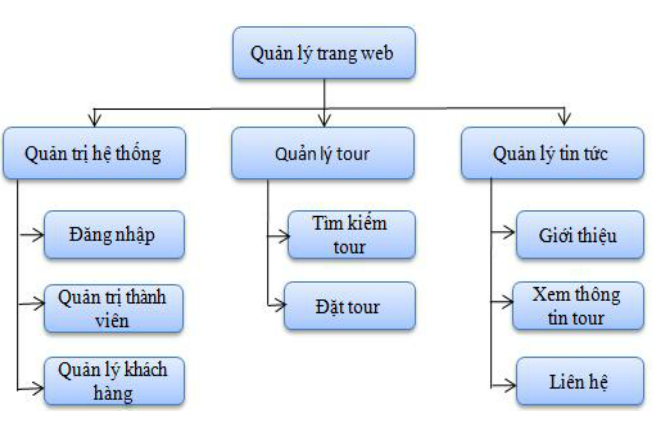 Quản lý trang web
Quản trị hệ thống
Quản lý tour
Quản lý tin tức
Đăng nhập
Quản trị thành
viên
Quản lý khách
hàng
Tìm kiếm
tour
Đặt tour
Giới thiệu
Xem thông
tin tour
Liên hệ